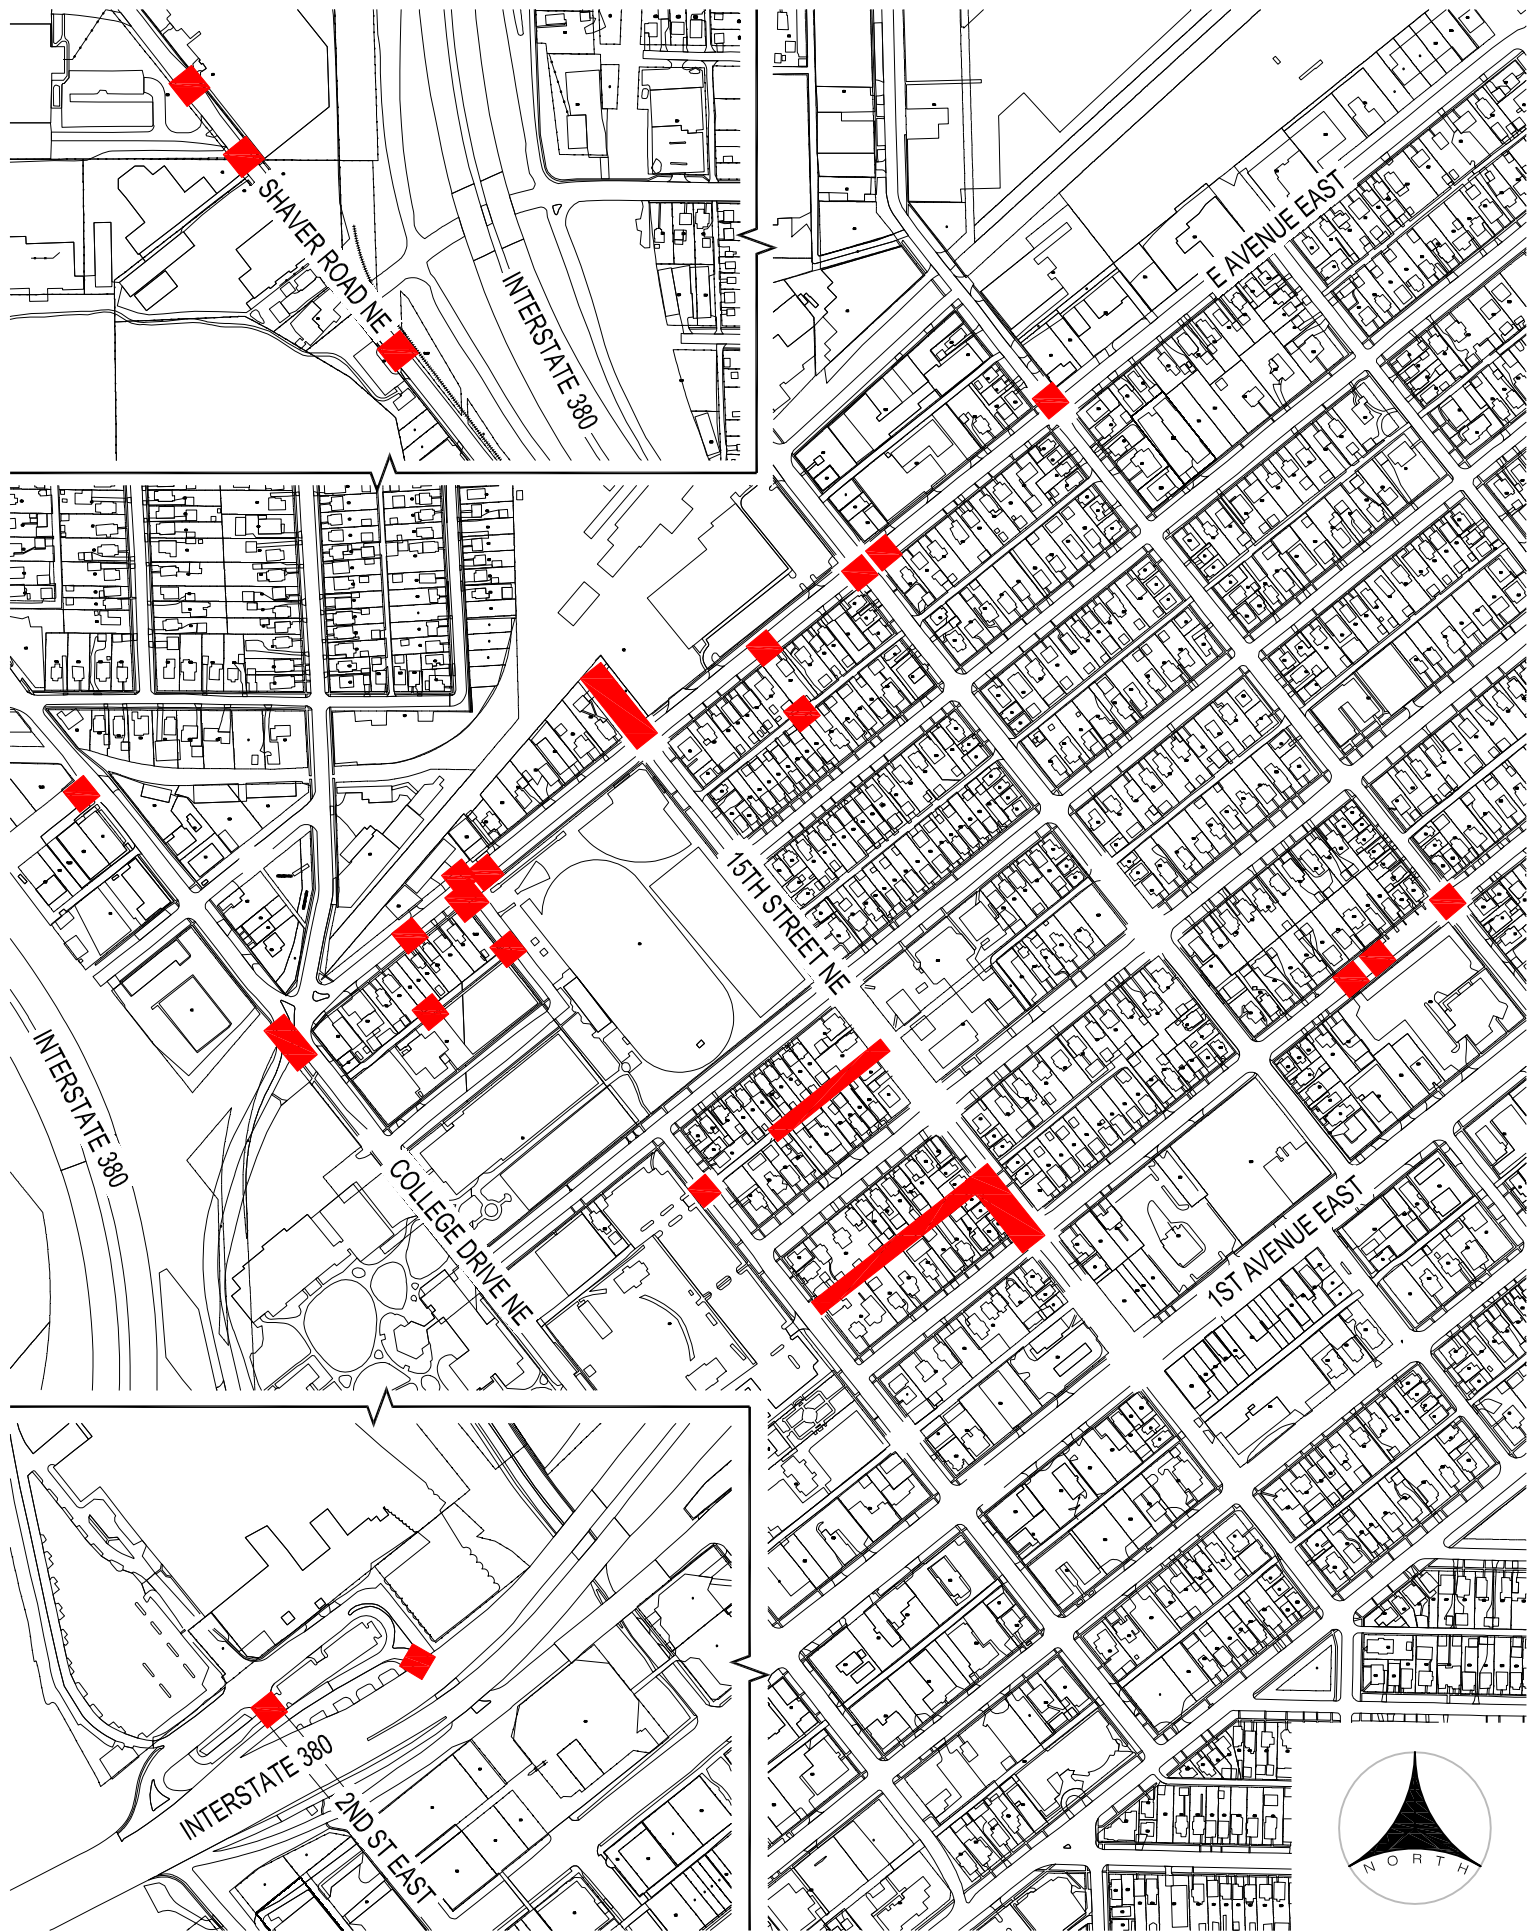 SHAVER ROAD NE
INTERSTATE 380
E AVENUE EAST
15TH STREET NE
INTERSTATE 380
COLLEGE DRIVE NE
1ST AVENUE EAST
INTERSTATE 380
2ND ST EAST
NORTH